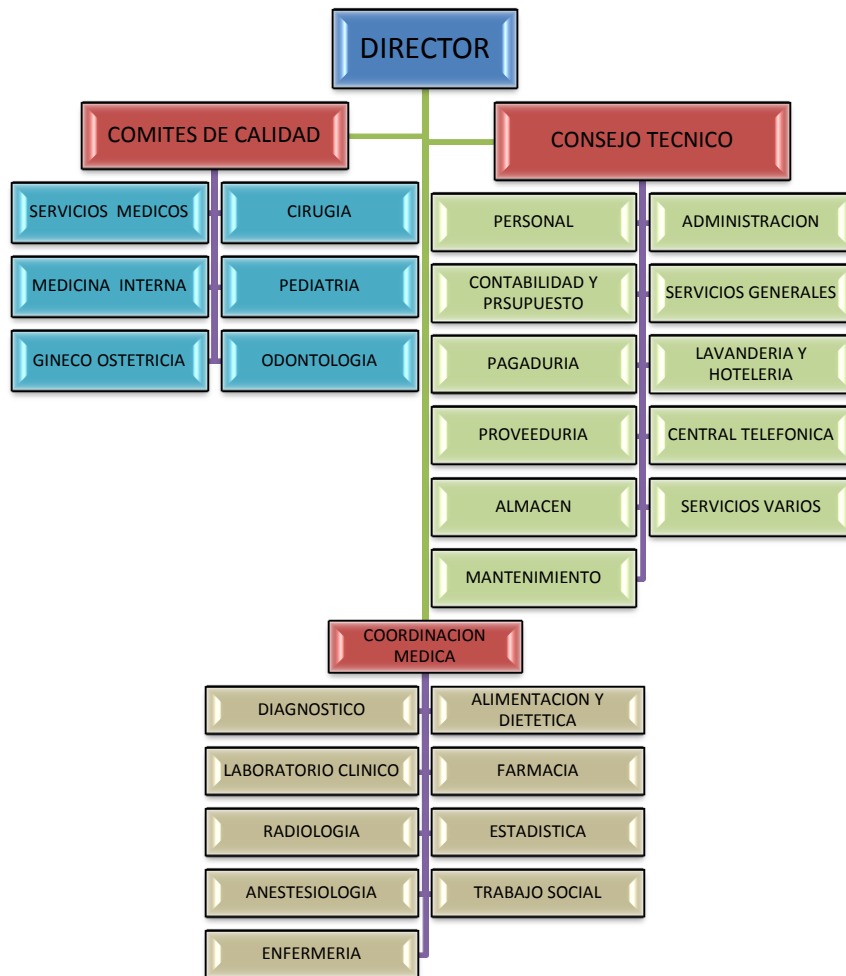 DIRECTOR
COMITES DE CALIDAD
CONSEJO TECNICO
SERVICIOS MEDICOS
CIRUGIA
MEDICINA INTERNA
PEDIATRIA
GINECO OSTETRICIA
ODONTOLOGIA
PERSONAL
ADMINISTRACION
CONTABILIDAD Y
PRSUPUESTO
SERVICIOS GENERALES
PAGADURIA
LAVANDERIA Y
HOTELERIA
PROVEEDURIA
CENTRAL TELEFONICA
ALMACEN
SERVICIOS VARIOS
MANTENIMIENTO
COORDINACION
MEDICA
DIAGNOSTICO
ALIMENTACION Y
DIETETICA
LABORATORIO CLINICO
FARMACIA
RADIOLOGIA
ESTADISTICA
ANESTESIOLOGIA
TRABAJO SOCIAL
ENFERMERIA